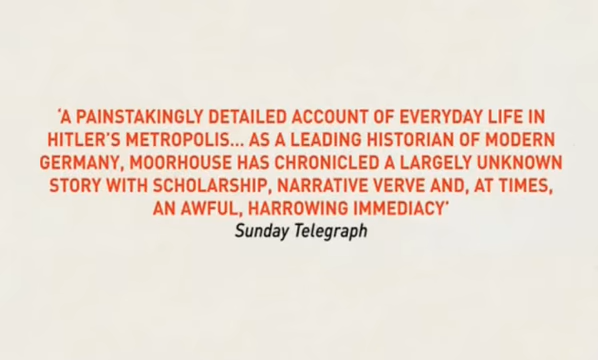 ‘A PAINSTAKINGLY DETAILED ACCOUNT OF EVERYDAY LIFE IN
HITLER'S METROPOLIS... AS A LEADING HISTORIAN OF MODERN
GERMANY, MOORHOUSE HAS CHRONICLED A LARGELY UNKNOWN
STORY WITH SCHOLARSHIP, NARRATIVE VERVE AND, AT TIMES,
AN AWFUL, HARROWING IMMEDIACY’
Sunday Telegraph